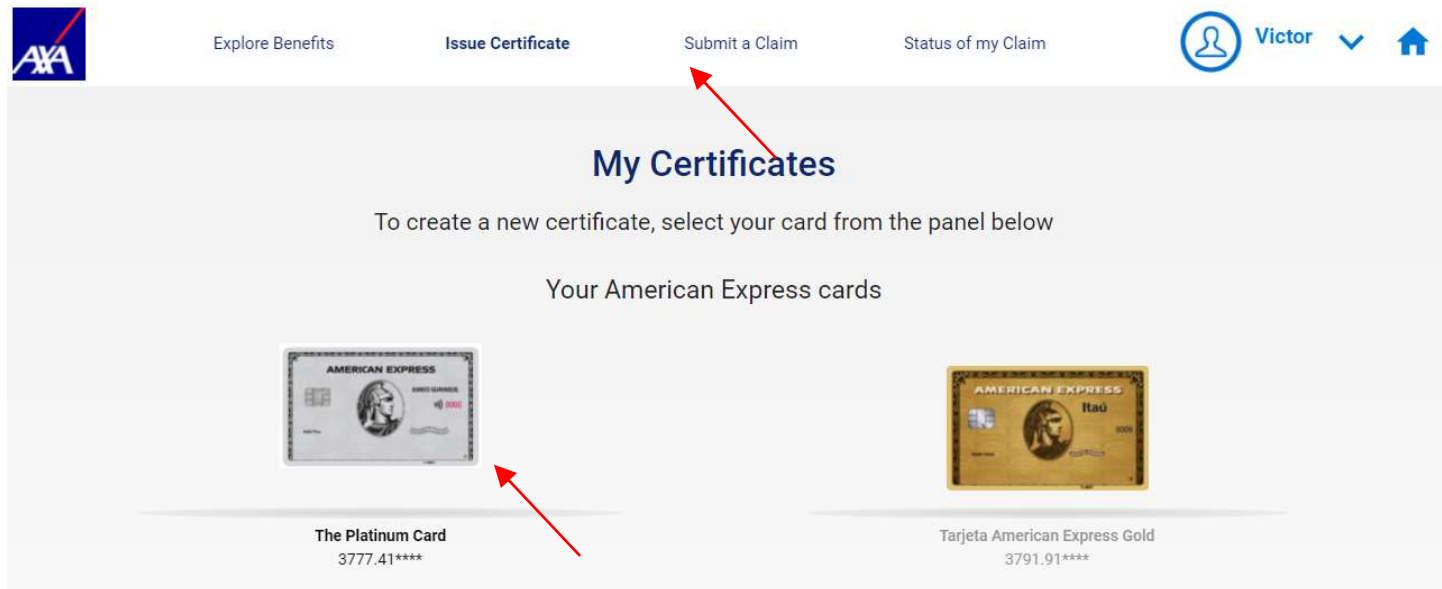 AXA
Explore Benefits
Issue Certificate
Submit a Claim
Status of my Claim
Victor
My Certificates
To create a new certificate, select your card from the panel below
Your American Express cards
AMERICAN EXPRESS
AMERICAN EXPRESS
Itaú
The Platinum Card
3777.41****
Tarjeta American Express Gold
3791.91****